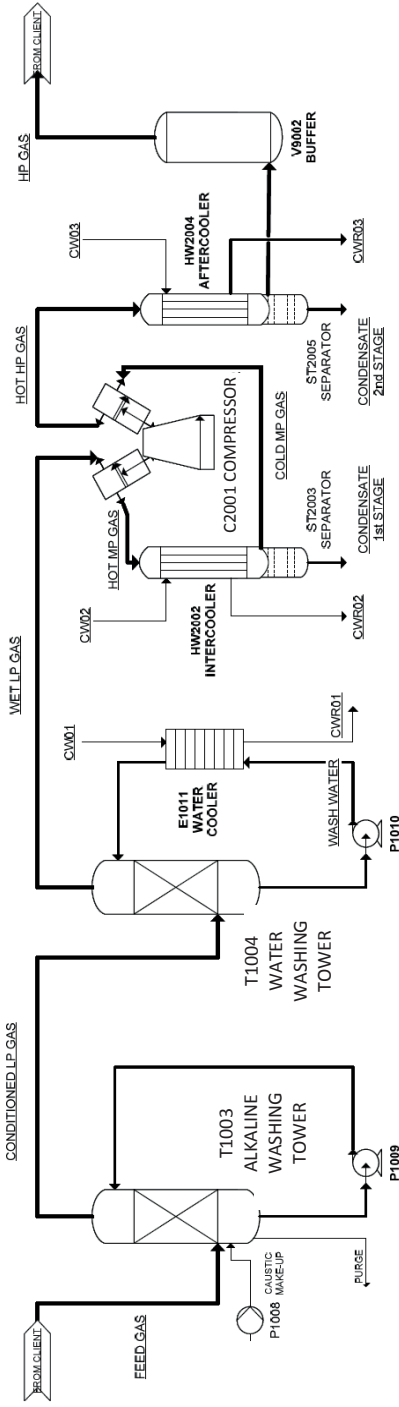 FROM CLIENT
FEED GAS
P1008
CAUSTIC
MAKE-UP
PURGE
T1003
ALKALINE
WASHING
TOWER
P1009
CONDITIONED LP GAS
T1004
WATER
WASHING
TOWER
P1010
WASH WATER
E1011
WATER
COOLER
CW01
CWR01
WET LP GAS
CW02
HW2002
INTERCOOLER
CWR02
HOT MP GAS
ST2003
SEPARATOR
CONDENSATE
1st STAGE
C2001 COMPRESSOR
COLD MP GAS
HOT HP GAS
CW03
HW2004
AFTERCOOLER
CWR03
ST2005
SEPARATOR
CONDENSATE
2nd STAGE
V9002
BUFFER
HP GAS
FROM CLIENT